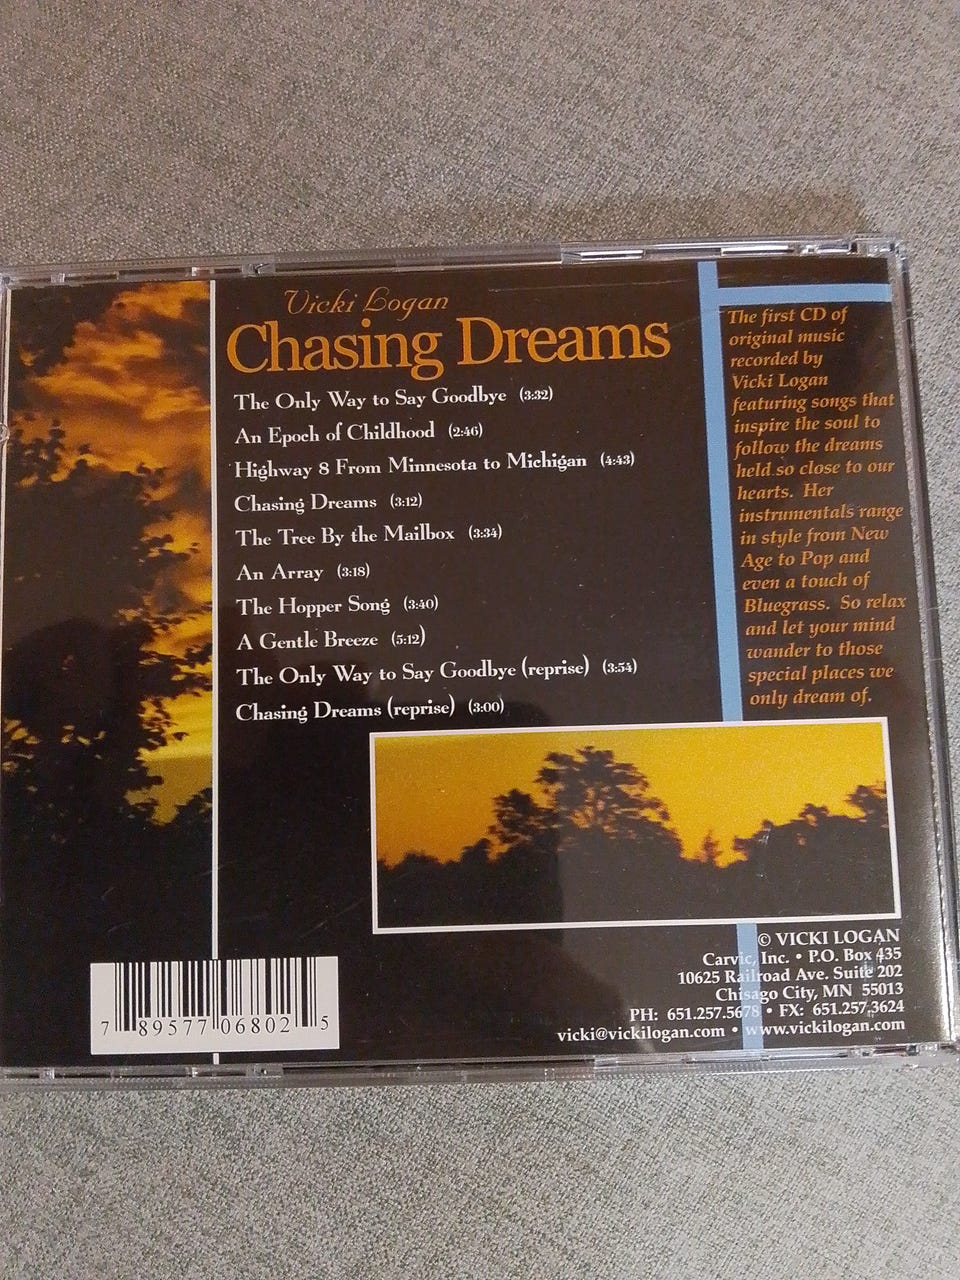 Vicki Logan
Chasing Dreams
The Only Way to Say Goodbye (3:32)
An Epoch of Childhood (2:46)
Highway 8 From Minnesota to Michigan (4:43)
Chasing Dreams (3:12)
The Tree By the Mailbox (3:34)
An Array (3:18)
The Hopper Song (3:40)
A Gentle Breeze (5:12)
The Only Way to Say Goodbye (reprise) (3:54)
Chasing Dreams (reprise) (3:00)
The first CD of
original music
recorded by
Vicki Logan
featuring songs that
inspire the soul to
follow the dreams
held so close to our
hearts. Her
instrumentals range
in style from New
Age to Pop and
even a touch of
Bluegrass. So relax
and let your mind
wander to those
special places we
only dream of.
© VICKI LOGAN
Carvic, Inc. • P.O. Box 435
10625 Railroad Ave. Suite 202
Chisago City, MN 55013
PH: 651.257.5678 • FX: 651.257.3624
vicki@vickilogan.com • www.vickilogan.com
7 89577 06802 5